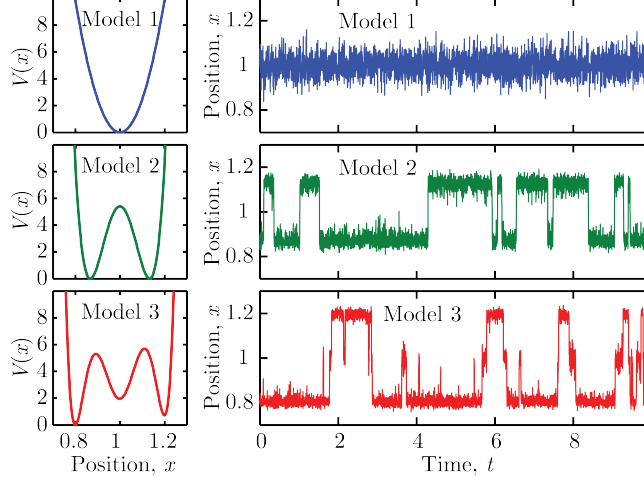 Model 1
V(x)
8
6
4
2
0
Model 1
Position, x
1.2
1
0.8
Model 2
V(x)
8
6
4
2
0
Model 2
Position, x
1.2
1
0.8
Model 3
V(x)
8
6
4
2
0
0.8 1 1.2
Position, x
Model 3
Position, x
1.2
1
0.8
0 2 4 6 8
Time, t